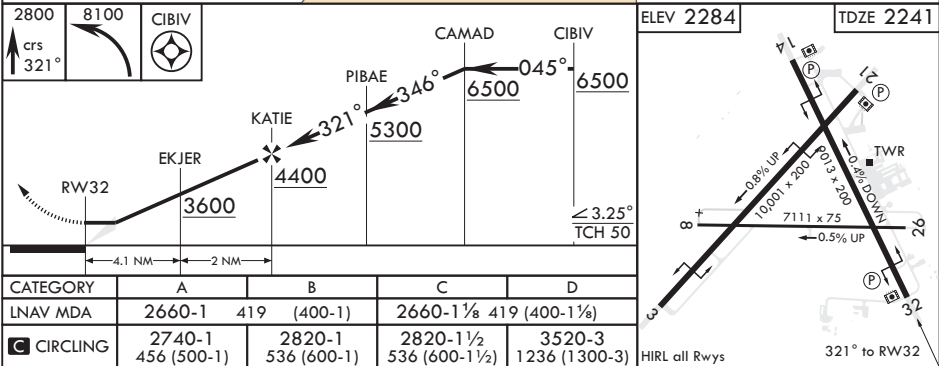 2800 8100 CIBIV
crs
321°
CAMAD CIBIV
PIBAE 346° 045°
KATIE 321° 6500 6500
EKJER 5300
RW32 4400
3600
3.25°
TCH 50
4.1 NM 2 NM
CATEGORY A B C D
LNAV MDA 2660-1 419 (400-1) 2660-1⅛ 419 (400-1⅛)
C CIRCLING 2740-1 2820-1 2820-1½ 3520-3
456 (500-1) 536 (600-1) 536 (600-1½) 1236 (1300-3)
ELEV 2284 TDZE 2241
14
P
21
P
TWR
0.8% UP
10,001 x 200
9013 x 200
0.4% DOWN
8 7111 x 75 26
0.5% UP
P
3
32
HIRL all Rwys 321° to RW32